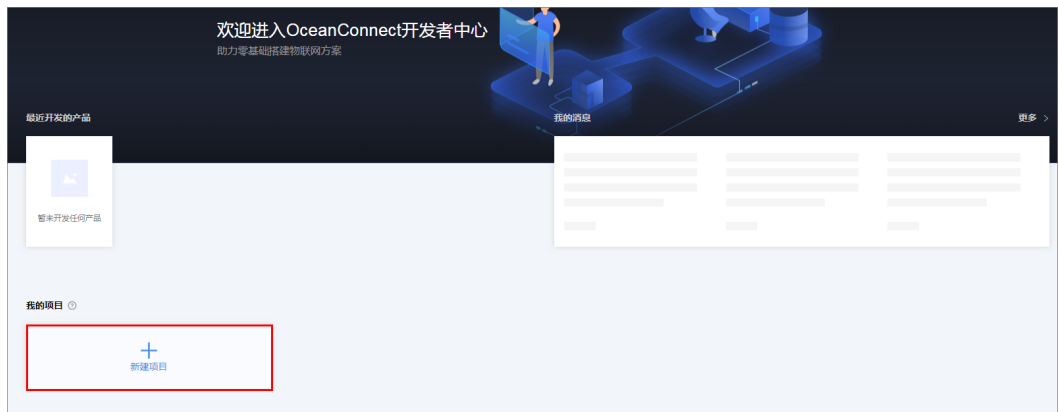 欢迎进入OceanConnect开发者中心
助力零基础搭建物联网方案
最近开发的产品
我的消息
更多 >
暂未开发任何产品
我的项目 ?
新建项目